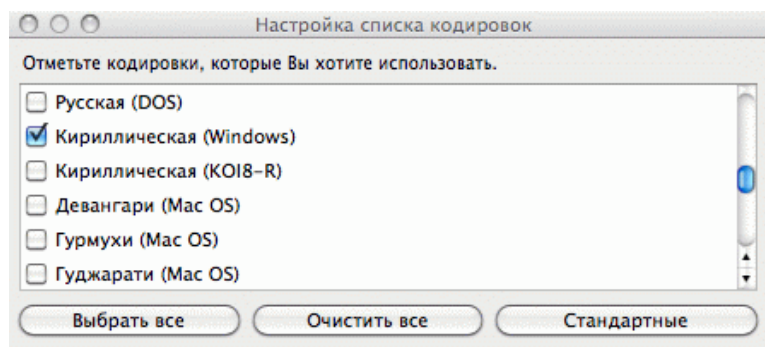 Настройка списка кодировок
Отметьте кодировки, которые Вы хотите использовать.
Русская (DOS)
Кириллическая (Windows)
Кириллическая (KOI8-R)
Девангари (Mac OS)
Гурмухи (Mac OS)
Гуджарати (Mac OS)
Выбрать все Очистить все Стандартные